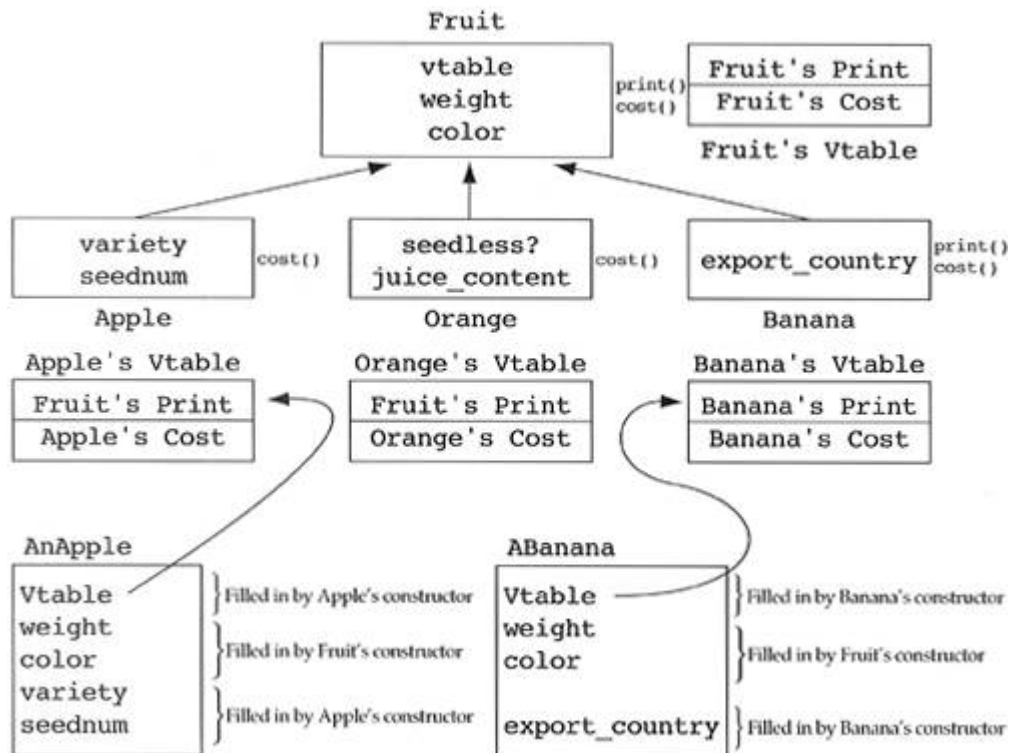 Fruit
vtable
weight
color
print()
cost()
Fruit's Print
Fruit's Cost
Fruit's Vtable
variety
seednum
cost()
Apple
seedless?
juice_content
cost()
Orange
export_country
print()
cost()
Banana
Apple's Vtable
Fruit's Print
Apple's Cost
Orange's Vtable
Fruit's Print
Orange's Cost
Banana's Vtable
Banana's Print
Banana's Cost
AnApple
Vtable
weight
color
variety
seednum
Filled in by Apple's constructor
Filled in by Fruit's constructor
Filled in by Apple's constructor
ABanana
Vtable
weight
color
export_country
Filled in by Banana's constructor
Filled in by Fruit's constructor
Filled in by Banana's constructor